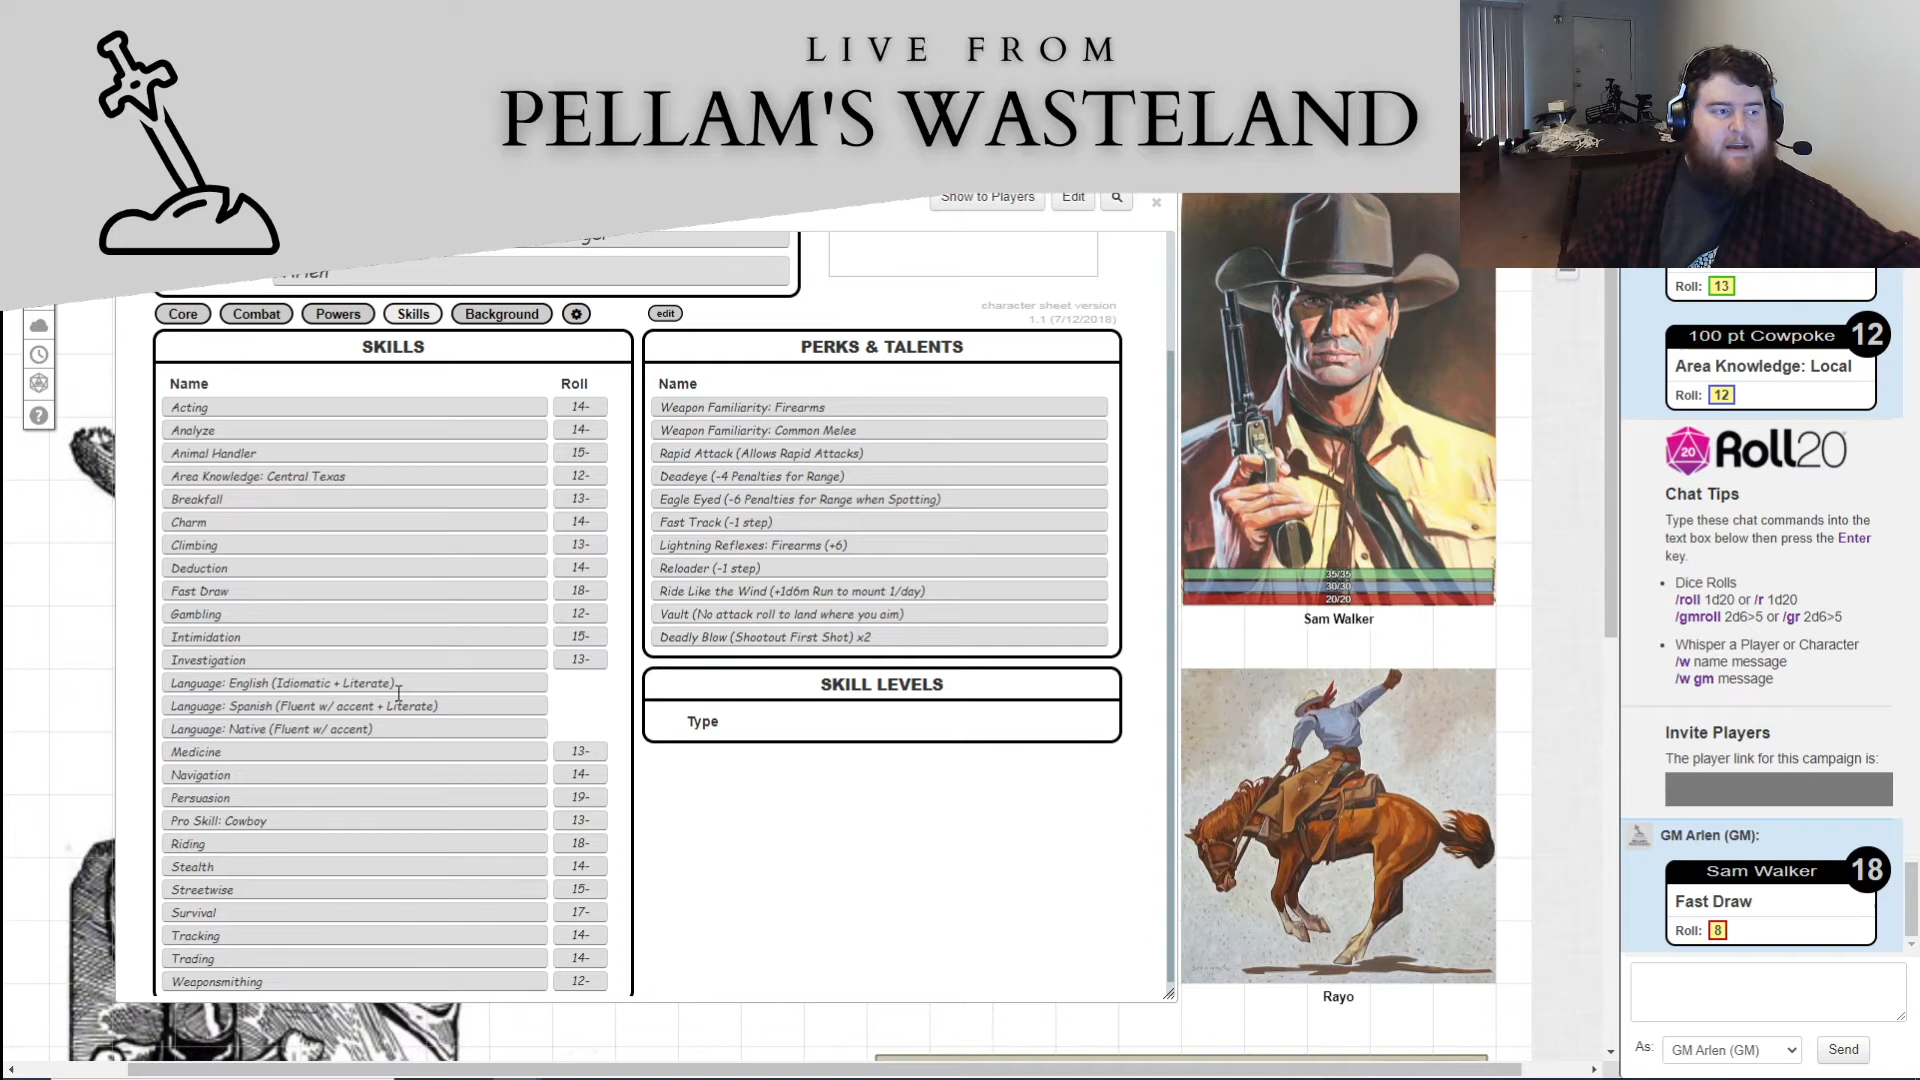 LIVE FROM
PELLAM'S WASTELAND
Show to Players
Edit
Core
Combat
Powers
Skills
Background
edit
character sheet version
1.1 (7/12/2018)
SKILLS
Name Roll
Acting 14-
Analyze 14-
Animal Handler 15-
Area Knowledge: Central Texas 12-
Breakfall 13-
Charm 14-
Climbing 13-
Deduction 14-
Fast Draw 18-
Gambling 12-
Intimidation 15-
Investigation 13-
Language: English (Idiomatic + Literate)
Language: Spanish (Fluent w/ accent + Literate)
Language: Native (Fluent w/ accent)
Medicine 13-
Navigation 14-
Persuasion 19-
Pro Skill: Cowboy 13-
Riding 18-
Stealth 14-
Streetwise 15-
Survival 17-
Tracking 14-
Trading 14-
Weaponsmithing 12-
PERKS & TALENTS
Name
Weapon Familiarity: Firearms
Weapon Familiarity: Common Melee
Rapid Attack (Allows Rapid Attacks)
Deadeye (-4 Penalties for Range)
Eagle Eyed (-6 Penalties for Range when Spotting)
Fast Track (-1 step)
Lightning Reflexes: Firearms (+6)
Reloader (-1 step)
Ride Like the Wind (+1d6m Run to mount 1/day)
Vault (No attack roll to land where you aim)
Deadly Blow (Shootout First Shot) x2
SKILL LEVELS
Type
35/35
30/30
20/20
Sam Walker
Rayo
Roll: 13
100 pt Cowpoke 12
Area Knowledge: Local
Roll: 12
20 Roll20
Chat Tips
Type these chat commands into the
text box below then press the Enter
key.
• Dice Rolls
/roll 1d20 or /r 1d20
/gmroll 2d6>5 or /gr 2d6>5
• Whisper a Player or Character
/w name message
/w gm message
Invite Players
The player link for this campaign is:
GM Arlen (GM):
Sam Walker 18
Fast Draw
Roll: 8
As: GM Arlen (GM)
Send